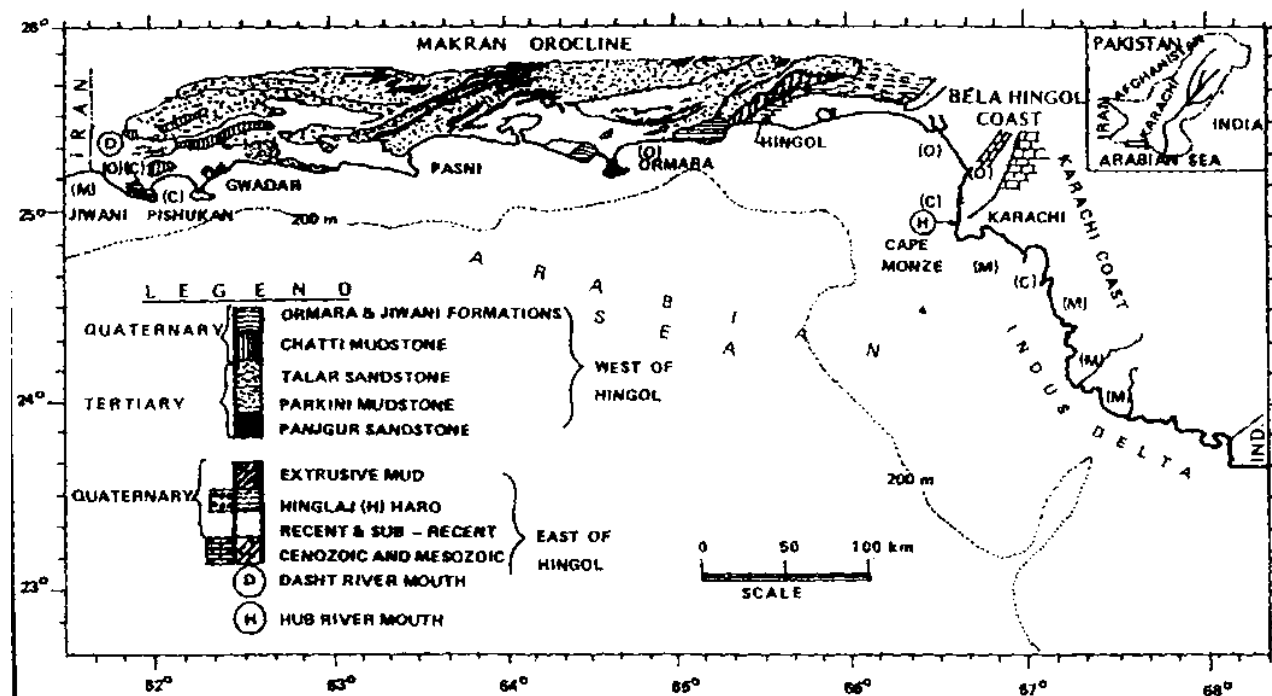 26°
MAKRAN OROCLINE
PAKISTAN
AFGHANISTAN
IRAN
KARACHI
INDIA
ARABIAN SEA
IRAN
D
(O) (C)
(M)
JIWANI
PISHUKAN
(C)
GWADAR
PASNI
(O)
ORMARA
HINGOL
BELA HINGOL
COAST
(O)
(O)
(C)
H
KARACHI
CAPE
MONZE
KARACHI COAST
(M)
(C)
(M)
(M)
(M)
25°
200 m
ARABIAN
SEA
INDUS DELTA
IND
200 m
LEGEND
QUATERNARY
ORMARA & JIWANI FORMATIONS
CHATTI MUDSTONE
TERTIARY
TALAR SANDSTONE
PARKINI MUDSTONE
PANJGUR SANDSTONE
WEST OF
HINGOL
24°
QUATERNARY
EXTRUSIVE MUD
HINGLAJ (H) HARO
RECENT & SUB - RECENT
CENOZOIC AND MESOZOIC
EAST OF
HINGOL
D DASHT RIVER MOUTH
H HUB RIVER MOUTH
23°
0 50 100 km
SCALE
62° 63° 64° 65° 66° 67° 68°